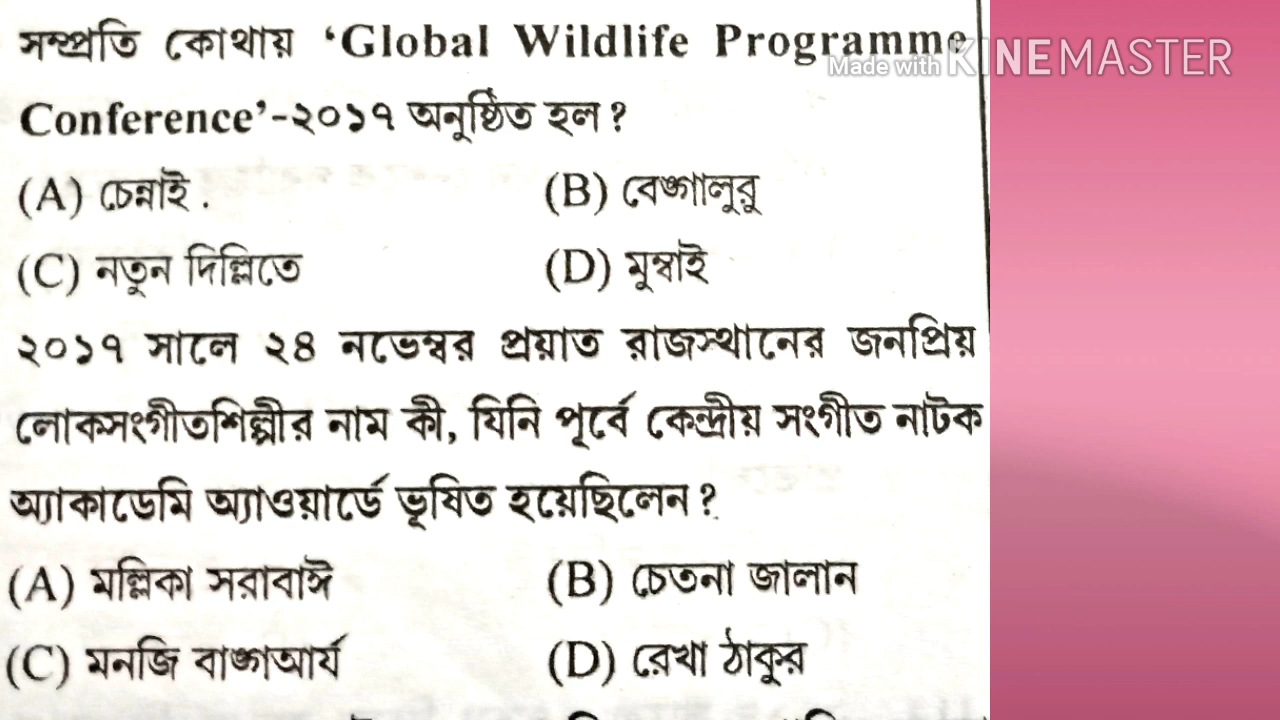 সম্প্রতি কোথায় ‘Global Wildlife Programme
Made with KINEMASTER
Conference’-২০১৭ অনুষ্ঠিত হল ?
(A) চেন্নাই . (B) বেঙ্গালুরু
(C) নতুন দিল্লিতে (D) মুম্বাই
২০১৭ সালে ২৪ নভেম্বর প্রয়াত রাজস্থানের জনপ্রিয়
লোকসংগীতশিল্পীর নাম কী, যিনি পূর্বে কেন্দ্রীয় সংগীত নাটক
অ্যাকাডেমি অ্যাওয়ার্ডে ভূষিত হয়েছিলেন ?
(A) মল্লিকা সরাবাঈ (B) চেতনা জালান
(C) মনজি বাঙ্গাআর্য (D) রেখা ঠাকুর